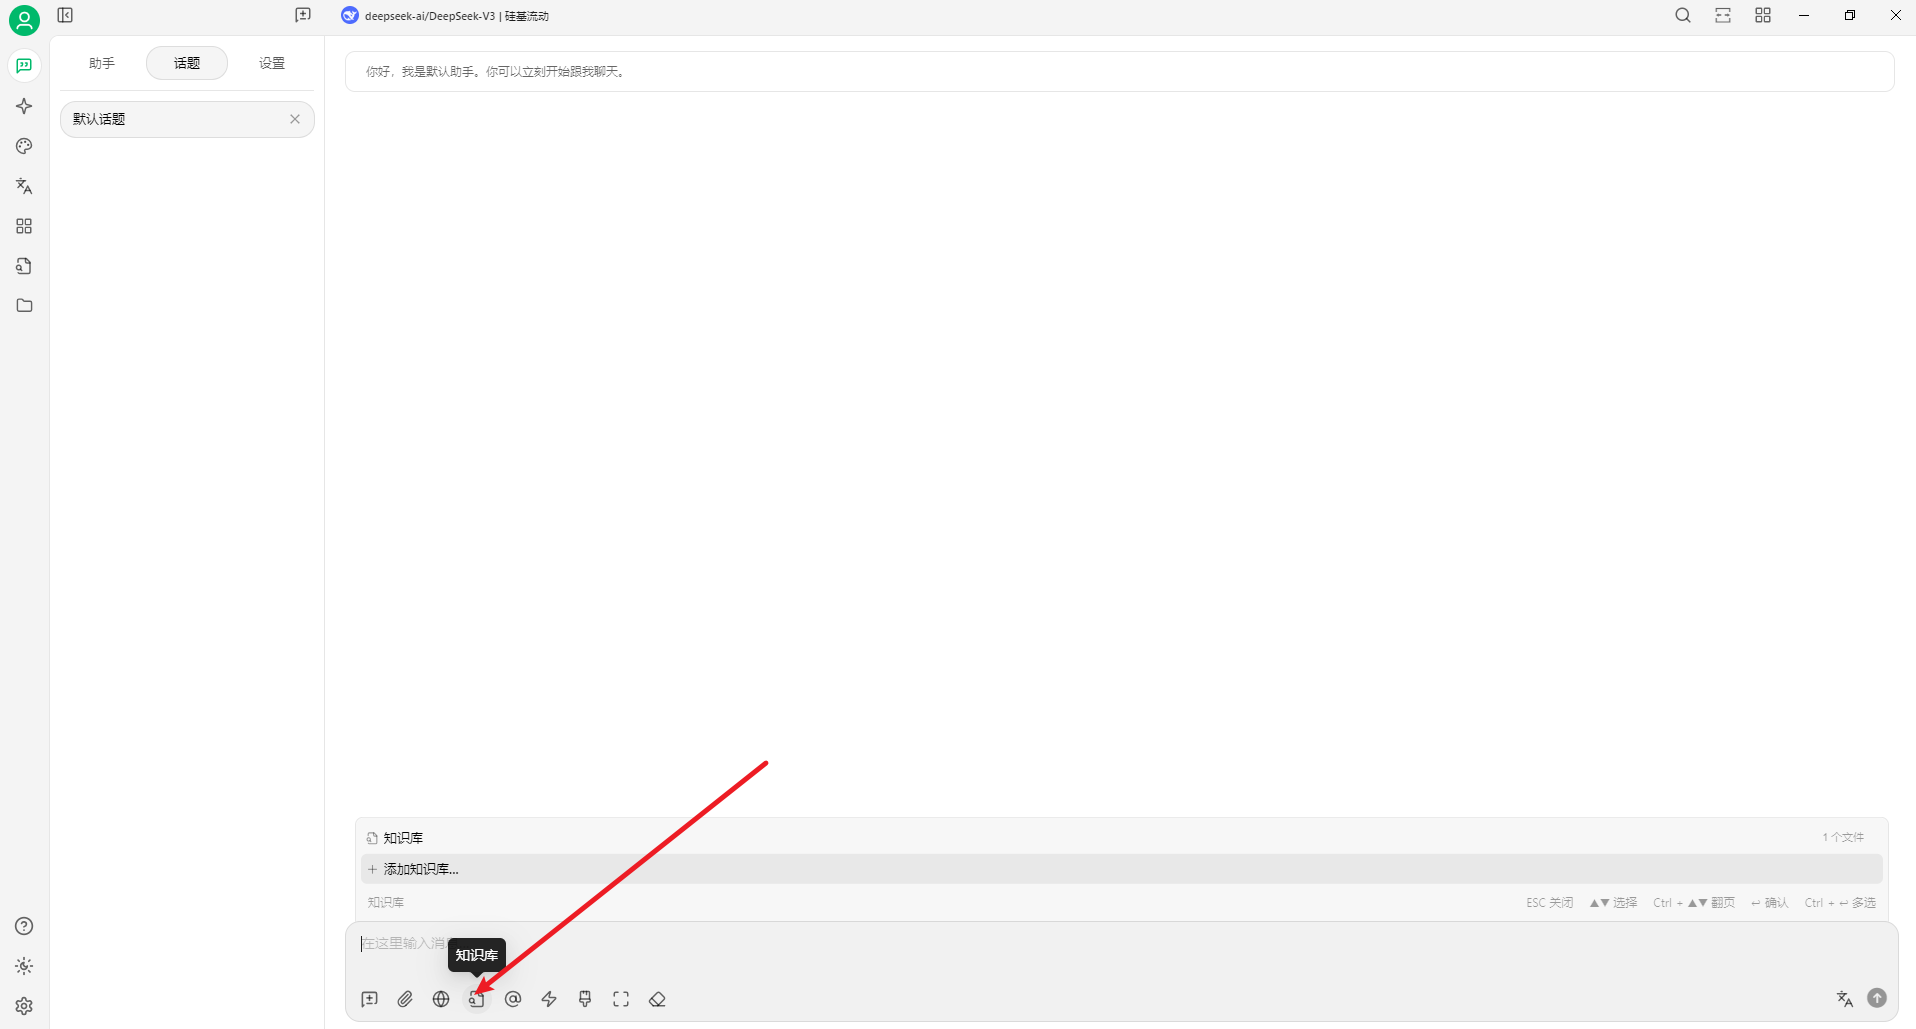 deepseek-ai/DeepSeek-V3 | 硅基流动
助手 话题 设置
默认话题
你好，我是默认助手。你可以立刻开始跟我聊天。
知识库 1 个文件
+ 添加知识库...
知识库 ESC 关闭 ▲▼ 选择 Ctrl + ▲▼ 翻页 ↩ 确认 Ctrl + ↩ 多选
在这里输入消
知识库